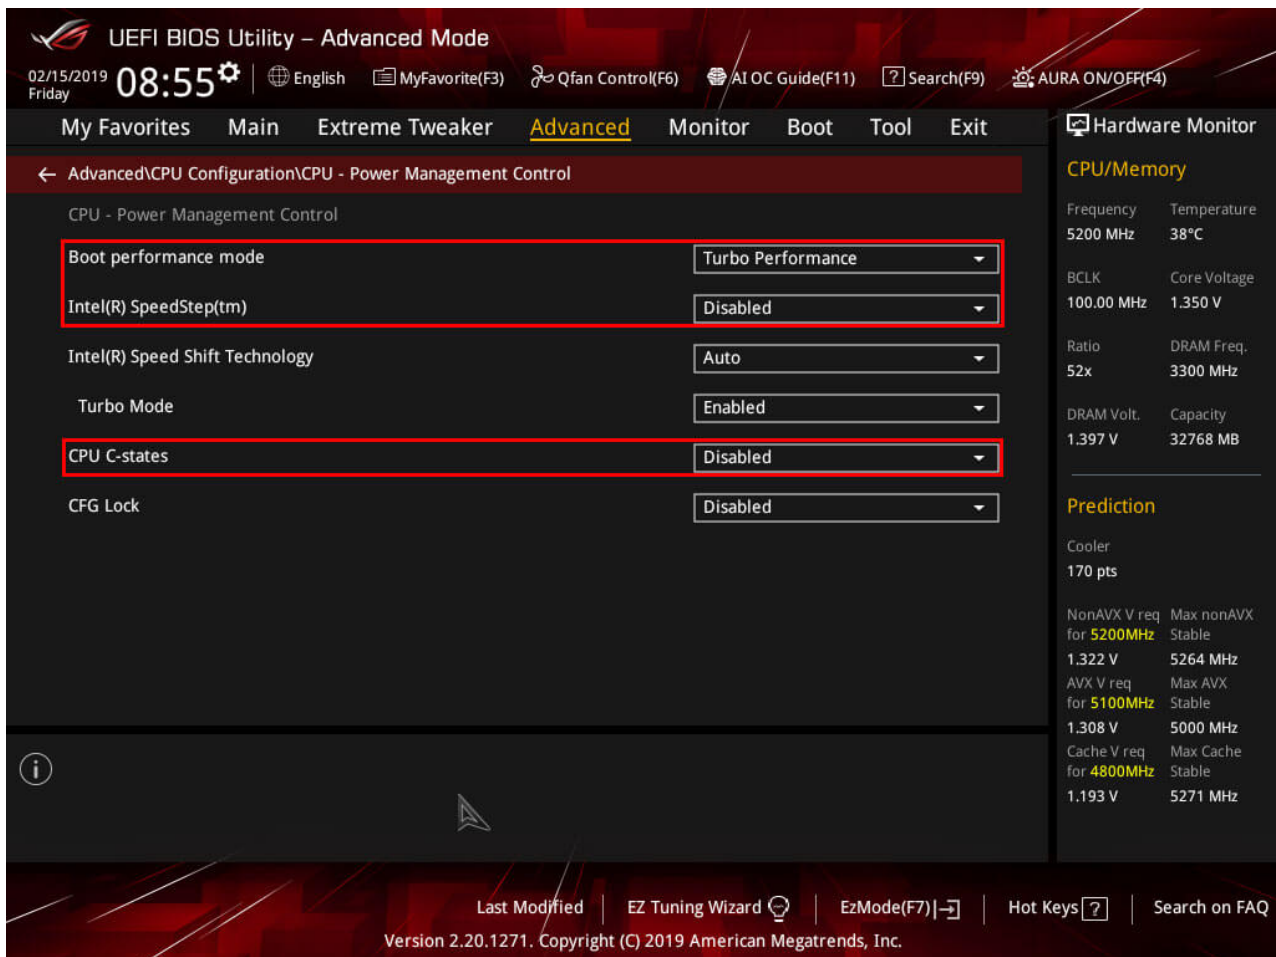 UEFI BIOS Utility – Advanced Mode
02/15/2019
Friday
08:55
English
MyFavorite(F3)
Qfan Control(F6)
AI OC Guide(F11)
? Search(F9)
AURA ON/OFF(F4)
My Favorites
Main
Extreme Tweaker
Advanced
Monitor
Boot
Tool
Exit
Advanced\CPU Configuration\CPU - Power Management Control
CPU - Power Management Control
Boot performance mode
Turbo Performance
Intel(R) SpeedStep(tm)
Disabled
Intel(R) Speed Shift Technology
Auto
Turbo Mode
Enabled
CPU C-states
Disabled
CFG Lock
Disabled
Hardware Monitor
CPU/Memory
Frequency Temperature
5200 MHz 38°C
BCLK Core Voltage
100.00 MHz 1.350 V
Ratio DRAM Freq.
52x 3300 MHz
DRAM Volt. Capacity
1.397 V 32768 MB
Prediction
Cooler
170 pts
NonAVX V req Max nonAVX
for 5200MHz Stable
1.322 V 5264 MHz
AVX V req Max AVX
for 5100MHz Stable
1.308 V 5000 MHz
Cache V req Max Cache
for 4800MHz Stable
1.193 V 5271 MHz
Last Modified
EZ Tuning Wizard
EzMode(F7)
Hot Keys ?
Search on FAQ
Version 2.20.1271. Copyright (C) 2019 American Megatrends, Inc.